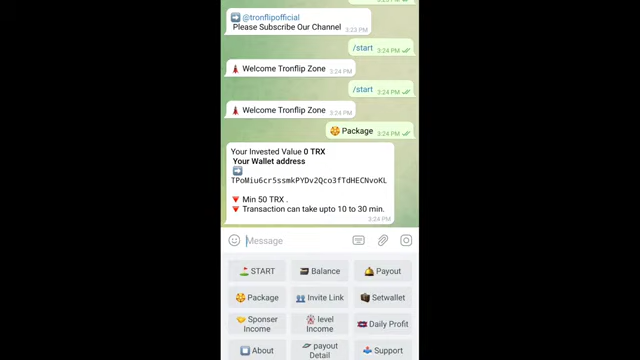 @tronflipofficial
Please Subscribe Our Channel
3:23 PM
/start
3:24 PM
Welcome Tronflip Zone
3:24 PM
/start
3:24 PM
Welcome Tronflip Zone
3:24 PM
Package
3:24 PM
Your Invested Value 0 TRX
Your Wallet address
TPoMiu6cr5ssmkPYDv2Qco3fTdHECNvoKL
Min 50 TRX .
Transaction can take upto 10 to 30 min.
3:24 PM
Message
START Balance Payout
Package Invite Link Setwallet
Sponser Income level Income Daily Profit
About payout Detail Support